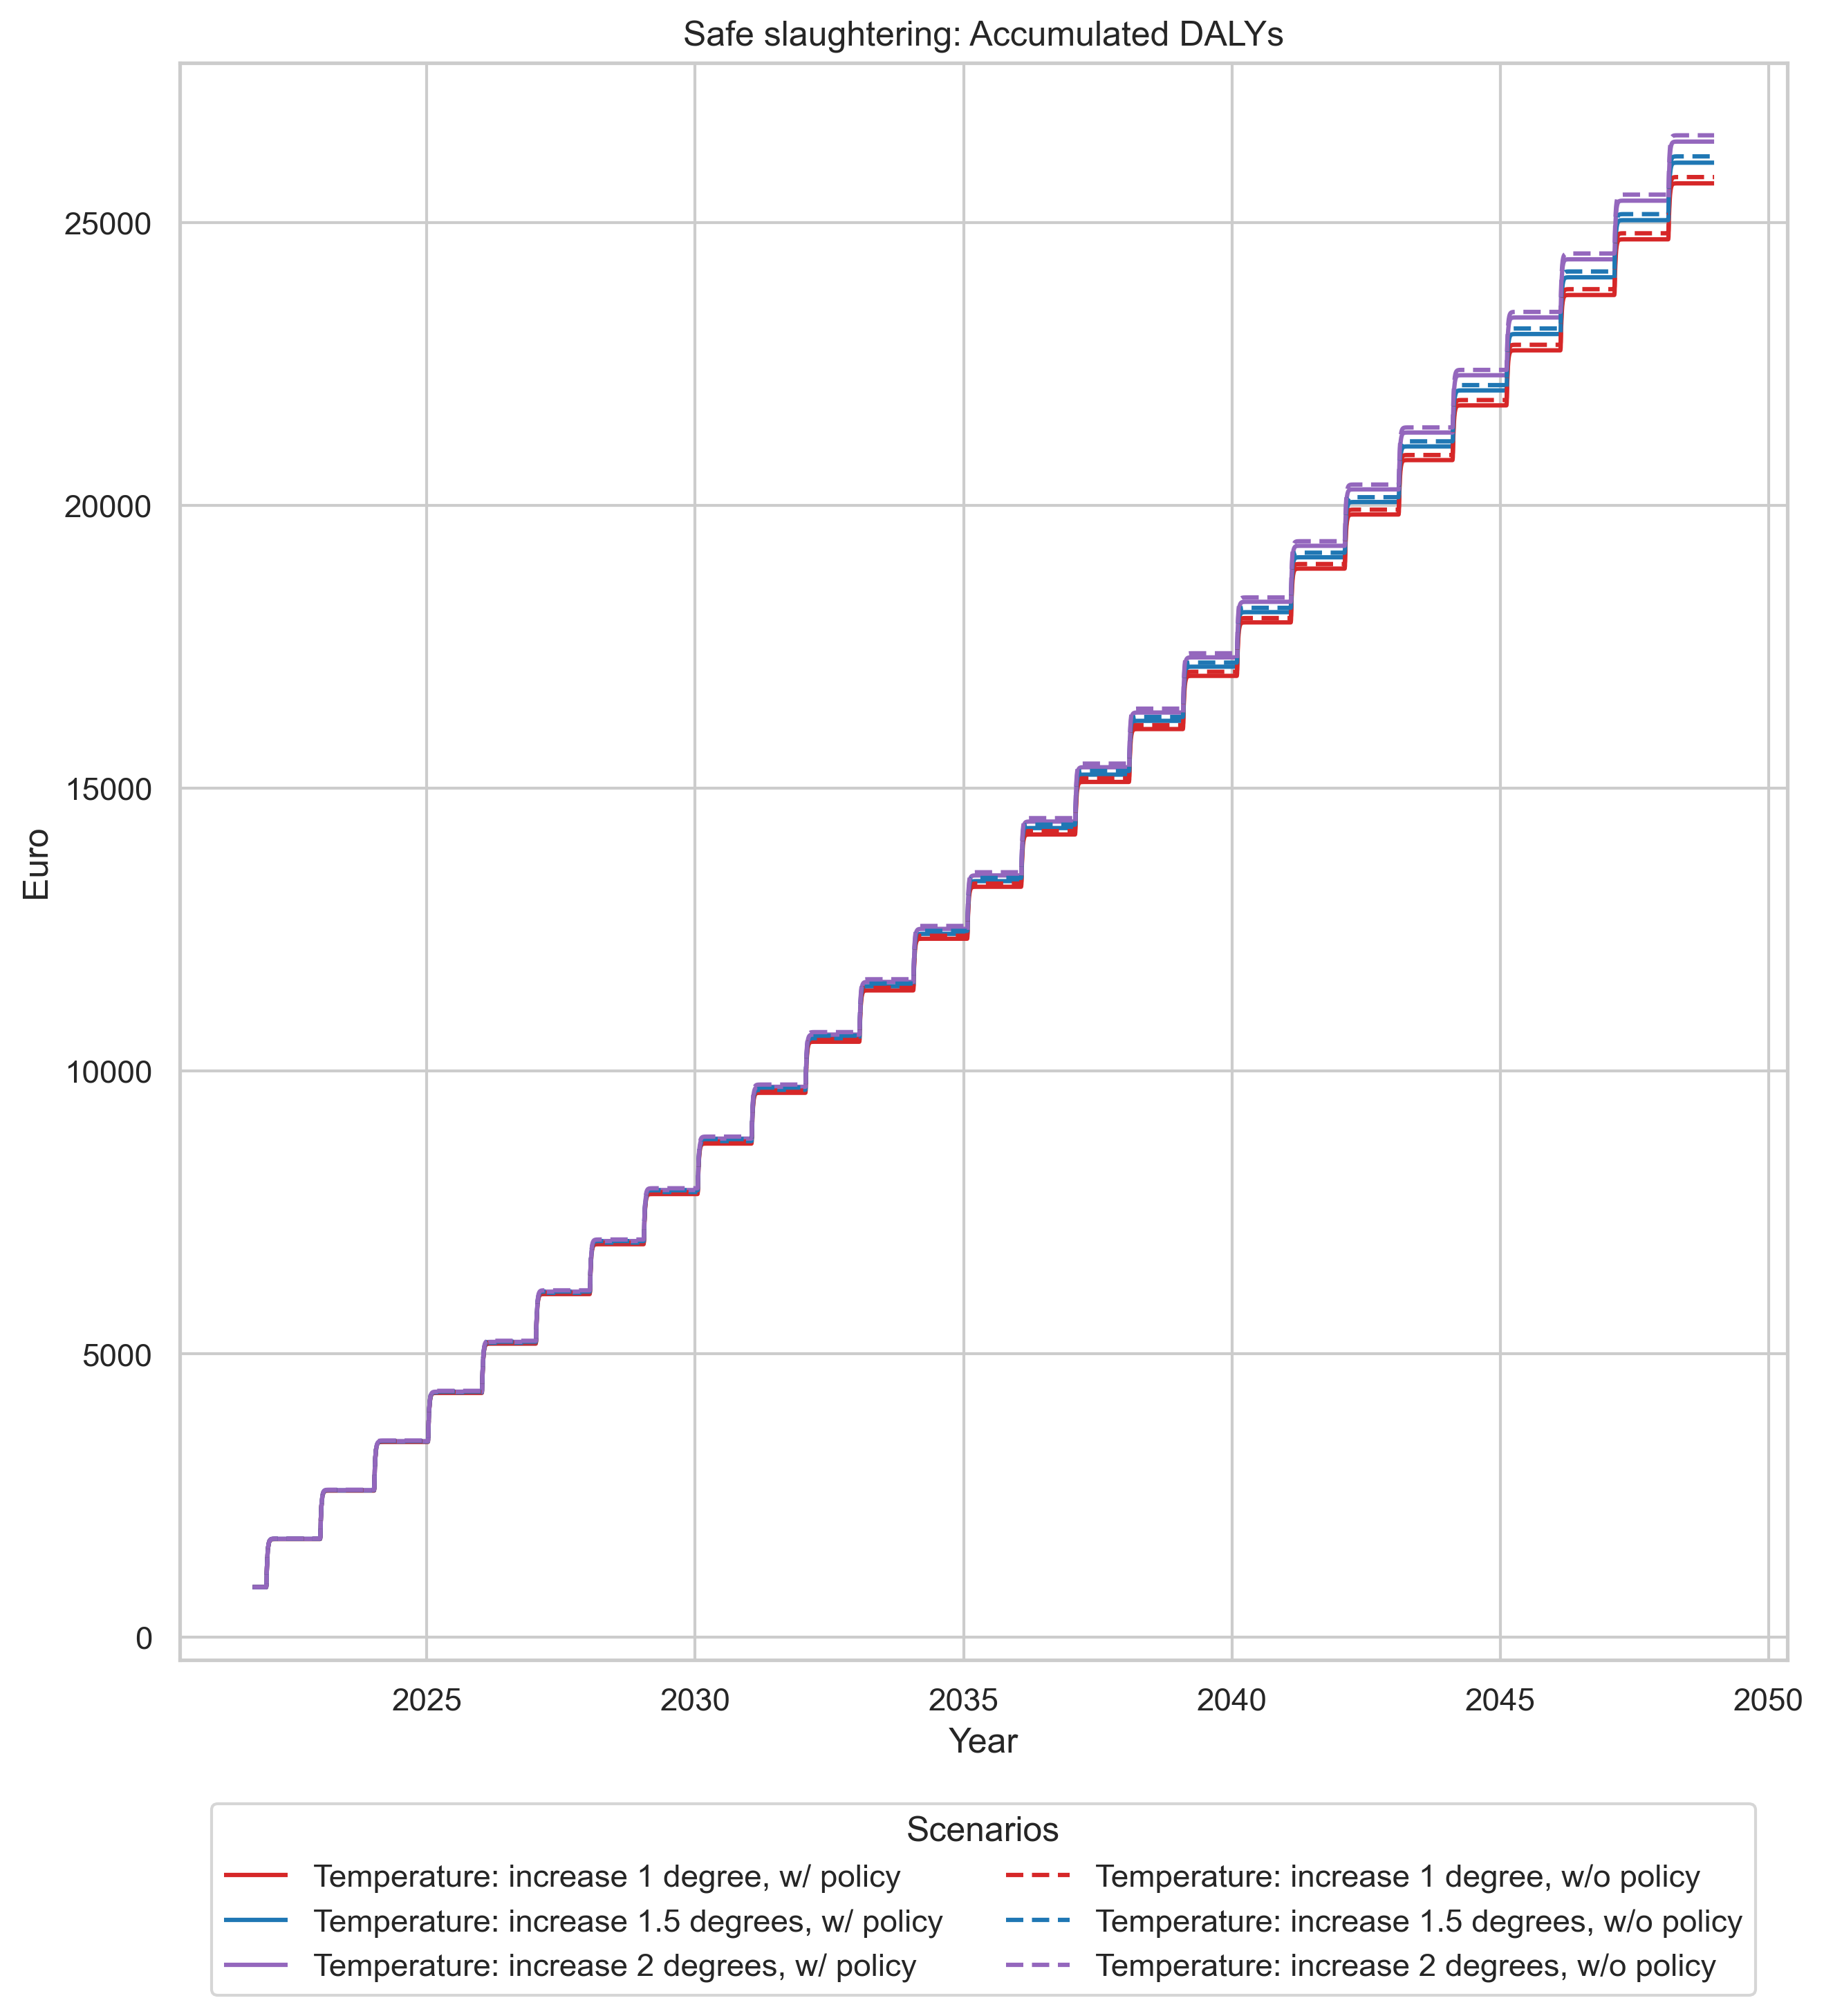 Safe slaughtering: Accumulated DALYs
25000
20000
15000
10000
5000
0
Euro
2025 2030 2035 2040 2045 2050
Year
Scenarios
Temperature: increase 1 degree, w/ policy Temperature: increase 1 degree, w/o policy
Temperature: increase 1.5 degrees, w/ policy Temperature: increase 1.5 degrees, w/o policy
Temperature: increase 2 degrees, w/ policy Temperature: increase 2 degrees, w/o policy